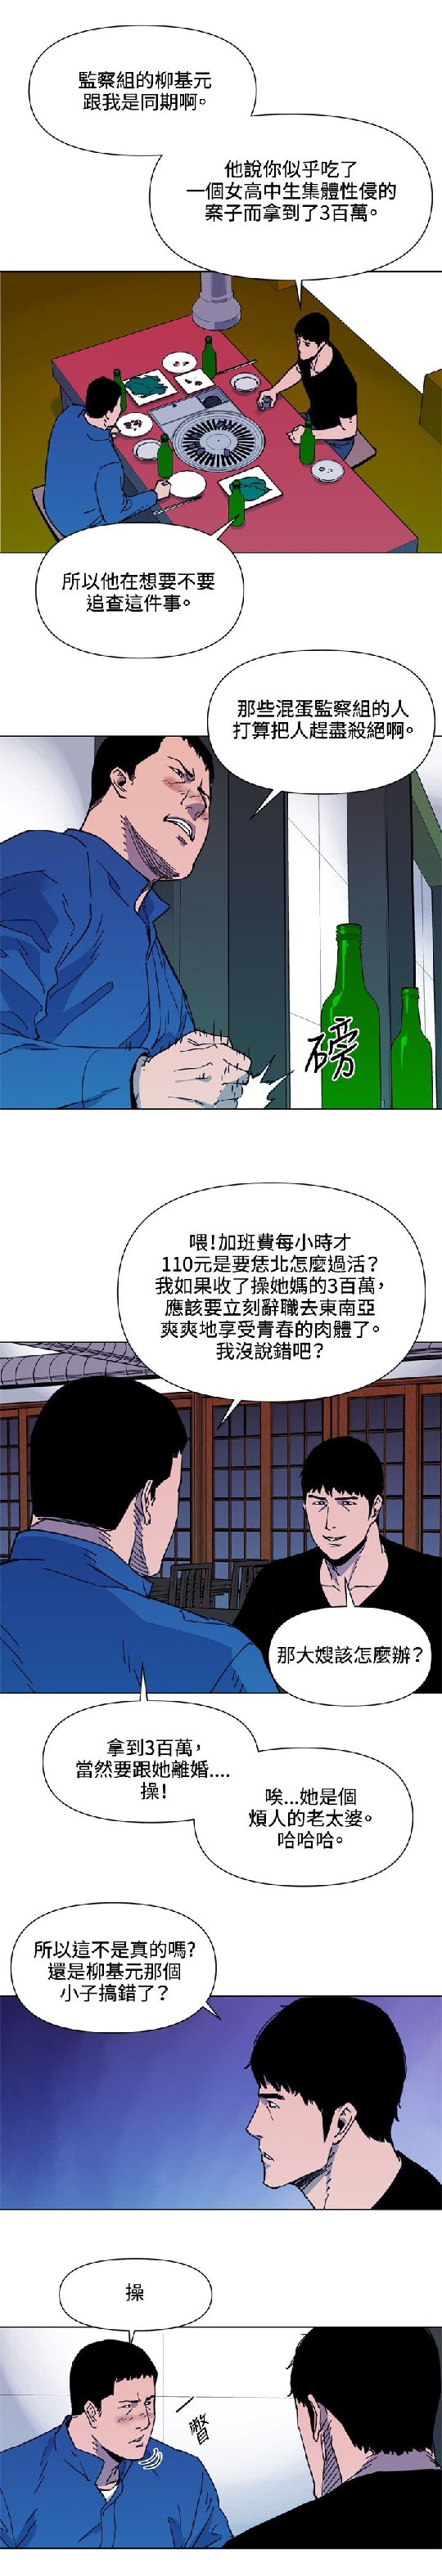 監察組的柳基元
跟我是同期啊。
他說你似乎吃了
一個女高中生集體性侵的
案子而拿到了3百萬。
所以他在想要不要
追查這件事。
那些混蛋監察組的人
打算把人趕盡殺絕啊。
磅
喂!加班費每小時才
110元是要痣北怎麼過活?
我如果收了操她媽的3百萬,
應該要立刻辭職去東南亞
爽爽地享受青春的肉體了。
我沒說錯吧?
那大嫂該怎麼辦?
拿到3百萬,
當然要跟她離婚....
操!
唉...她是個
煩人的老太婆。
哈哈哈。
所以這不是真的嗎?
還是柳基元那個
小子搞錯了?
操
瞥